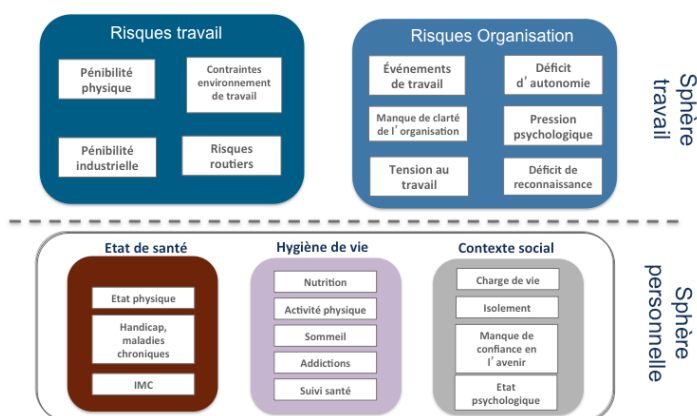 Risques travail
Pénibilité
physique
Contraintes
environnement
de travail
Pénibilité
industrielle
Risques
routiers
Risques Organisation
Événements
de travail
Déficit
d’autonomie
Manque de clarté
de l’organisation
Pression
psychologique
Tension au
travail
Déficit de
reconnaissance
Sphère
travail
Etat de santé
Etat physique
Handicap,
maladies
chroniques
IMC
Hygiène de vie
Nutrition
Activité physique
Sommeil
Addictions
Suivi santé
Contexte social
Charge de vie
Isolement
Manque de
confiance en
l’avenir
Etat
psychologique
Sphère
personnelle